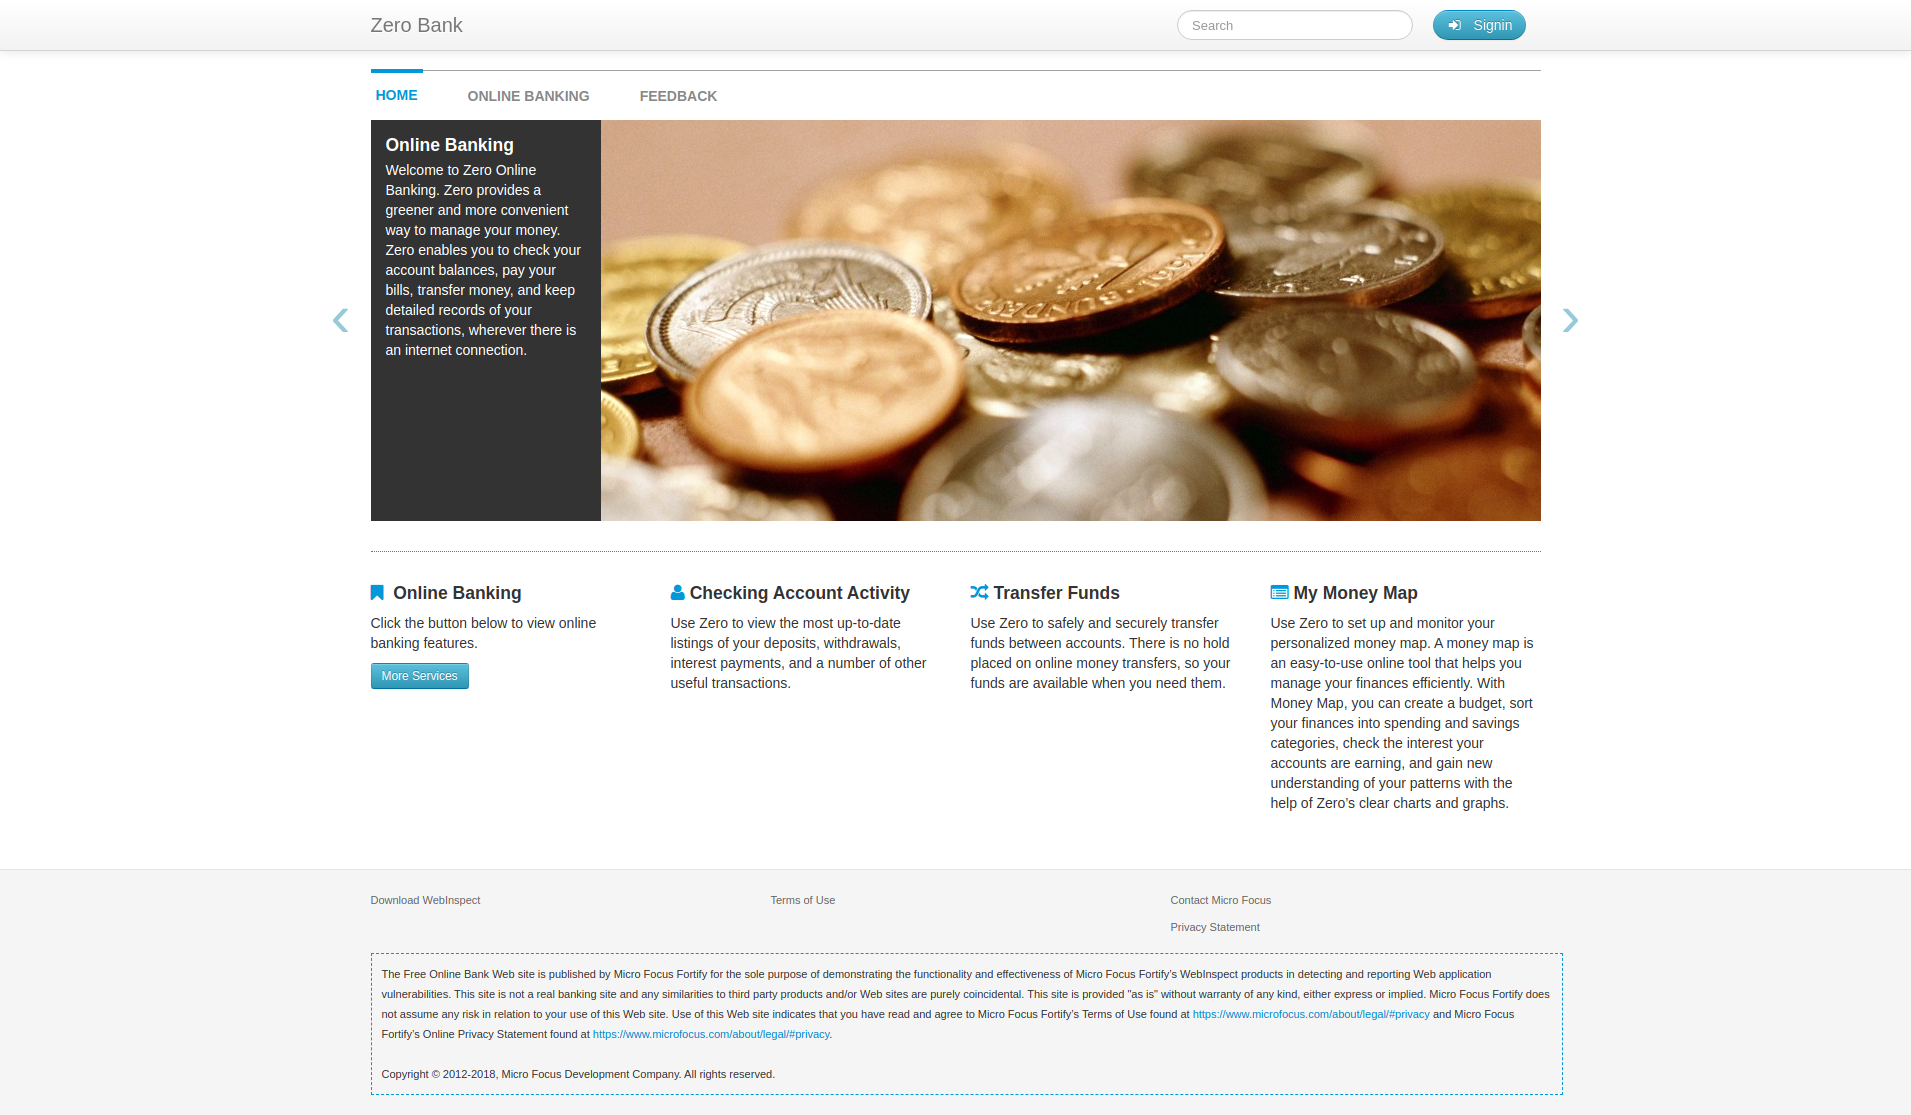 Zero Bank
Search
Signin
HOME
ONLINE BANKING
FEEDBACK
Online Banking
Welcome to Zero Online
Banking. Zero provides a
greener and more convenient
way to manage your money.
Zero enables you to check your
account balances, pay your
bills, transfer money, and keep
detailed records of your
transactions, wherever there is
an internet connection.
Online Banking
Click the button below to view online
banking features.
More Services
Checking Account Activity
Use Zero to view the most up-to-date
listings of your deposits, withdrawals,
interest payments, and a number of other
useful transactions.
Transfer Funds
Use Zero to safely and securely transfer
funds between accounts. There is no hold
placed on online money transfers, so your
funds are available when you need them.
My Money Map
Use Zero to set up and monitor your
personalized money map. A money map is
an easy-to-use online tool that helps you
manage your finances efficiently. With
Money Map, you can create a budget, sort
your finances into spending and savings
categories, check the interest your
accounts are earning, and gain new
understanding of your patterns with the
help of Zero's clear charts and graphs.
Download WebInspect
Terms of Use
Contact Micro Focus
Privacy Statement
The Free Online Bank Web site is published by Micro Focus Fortify for the sole purpose of demonstrating the functionality and effectiveness of Micro Focus Fortify's WebInspect products in detecting and reporting Web application
vulnerabilities. This site is not a real banking site and any similarities to third party products and/or Web sites are purely coincidental. This site is provided "as is" without warranty of any kind, either express or implied. Micro Focus Fortify does
not assume any risk in relation to your use of this Web site. Use of this Web site indicates that you have read and agree to Micro Focus Fortify's Terms of Use found at https://www.microfocus.com/about/legal/#privacy and Micro Focus
Fortify's Online Privacy Statement found at https://www.microfocus.com/about/legal/#privacy.
Copyright © 2012-2018, Micro Focus Development Company. All rights reserved.